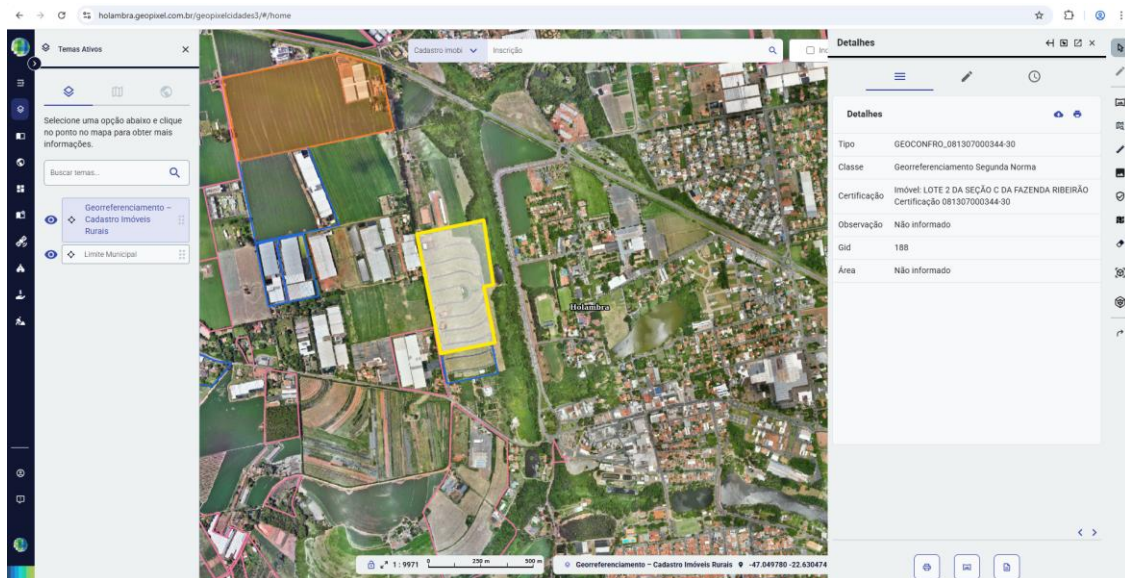 holambra.geopixel.com.br/geopixelcidades3/#/home
Temas Ativos
Selecione uma opção abaixo e clique
no ponto no mapa para obter mais
informações.
Buscar temas...
Georreferenciamento –
Cadastro Imóveis
Rurais
Limite Municipal
Cadastro imobi
Inscrição
Holambra
1 : 9971
0
250 m
500 m
Georreferenciamento – Cadastro Imóveis Rurais
-47.049780 -22.630474
Detalhes
Detalhes
Tipo GEOCONFRO_081307000344-30
Classe Georreferenciamento Segunda Norma
Certificação Imóvel: LOTE 2 DA SEÇÃO C DA FAZENDA RIBEIRÃO
Certificação 081307000344-30
Observação Não informado
Gid 188
Área Não informado